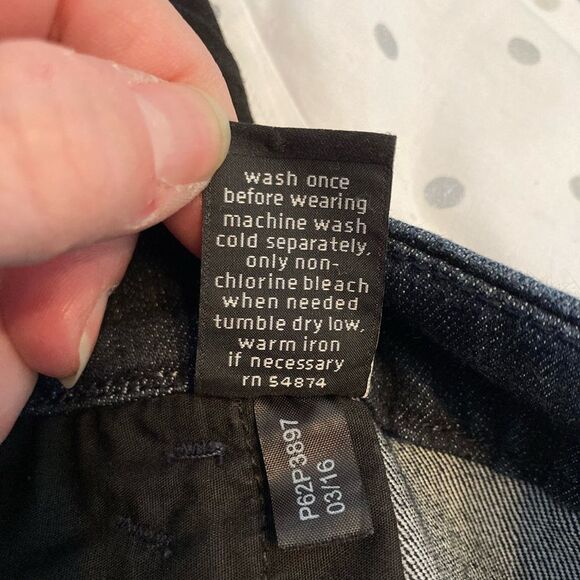 wash once
before wearing
machine wash
cold separately,
only non-
chlorine bleach
when needed
tumble dry low,
warm iron
if necessary
rn 54874
P62P3897
03/16